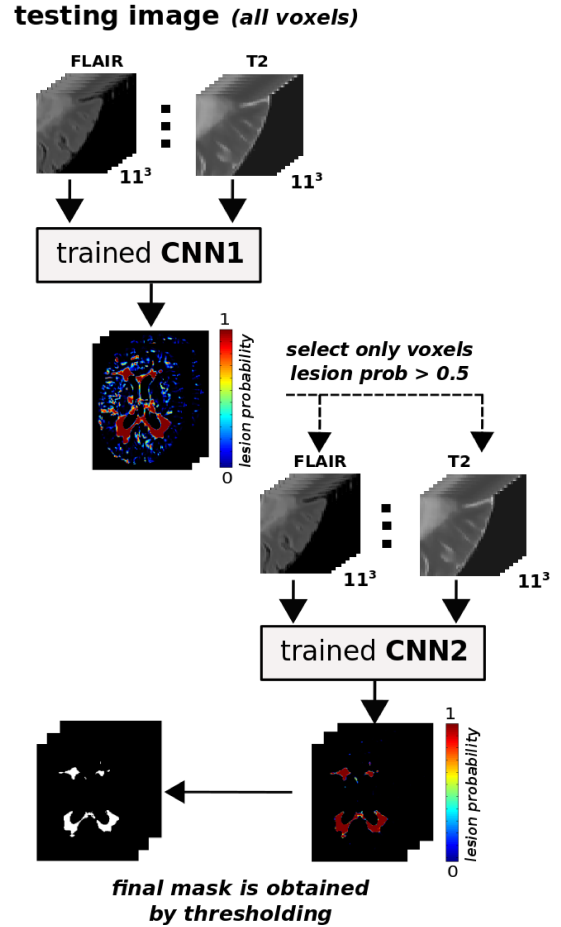 testing image (all voxels)
FLAIR
T2
11³
11³
trained CNN1
1
lesion probability
0
select only voxels
lesion prob > 0.5
FLAIR
T2
11³
11³
trained CNN2
1
lesion probability
0
final mask is obtained
by thresholding